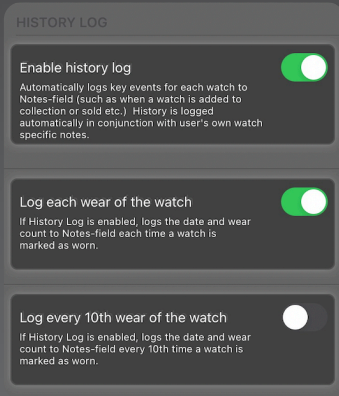 HISTORY LOG
Enable history log
Automatically logs key events for each watch to
Notes-field (such as when a watch is added to
collection or sold etc.) History is logged
automatically in conjunction with user's own watch
specific notes.
Log each wear of the watch
If History Log is enabled, logs the date and wear
count to Notes-field each time a watch is
marked as worn.
Log every 10th wear of the watch
If History Log is enabled, logs the date and wear
count to Notes-field every 10th time a watch is
marked as worn.